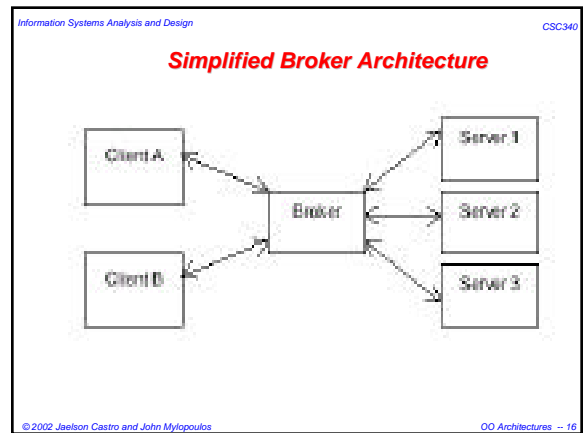 Information Systems Analysis and Design
CSC340
Simplified Broker Architecture
Client A
Server 1
Broker
Server 2
Client B
Server 3
© 2002 Jaelson Castro and John Mylopoulos
OO Architectures -- 16